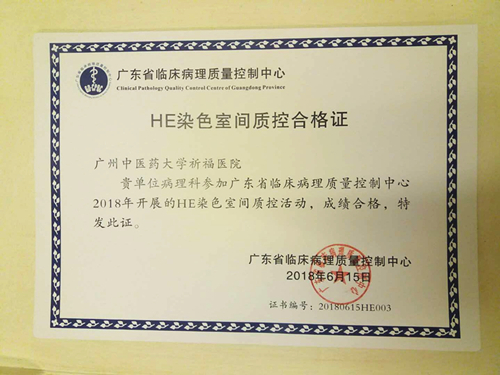 广东省临床病理质量控制中心
Clinical Pathology Quality Control Centre of Guangdong Province
HE染色室间质控合格证
广州中医药大学祈福医院
贵单位病理科参加广东省临床病理质量控制中心
2018年开展的HE染色室间质控活动，成绩合格，特
发此证。
广东省临床病理质量控制中心
2018年6月15日
证书编号：20180615HE003